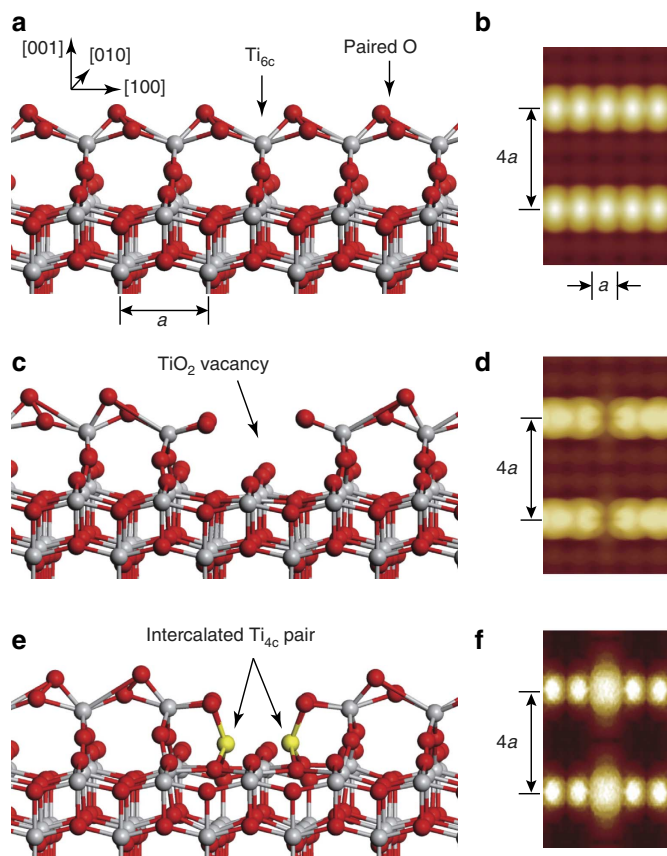 a
[001]
[010]
[100]
Ti6c
Paired O
a
b
4a
a
c
TiO2 vacancy
d
4a
e
Intercalated Ti4c pair
f
4a